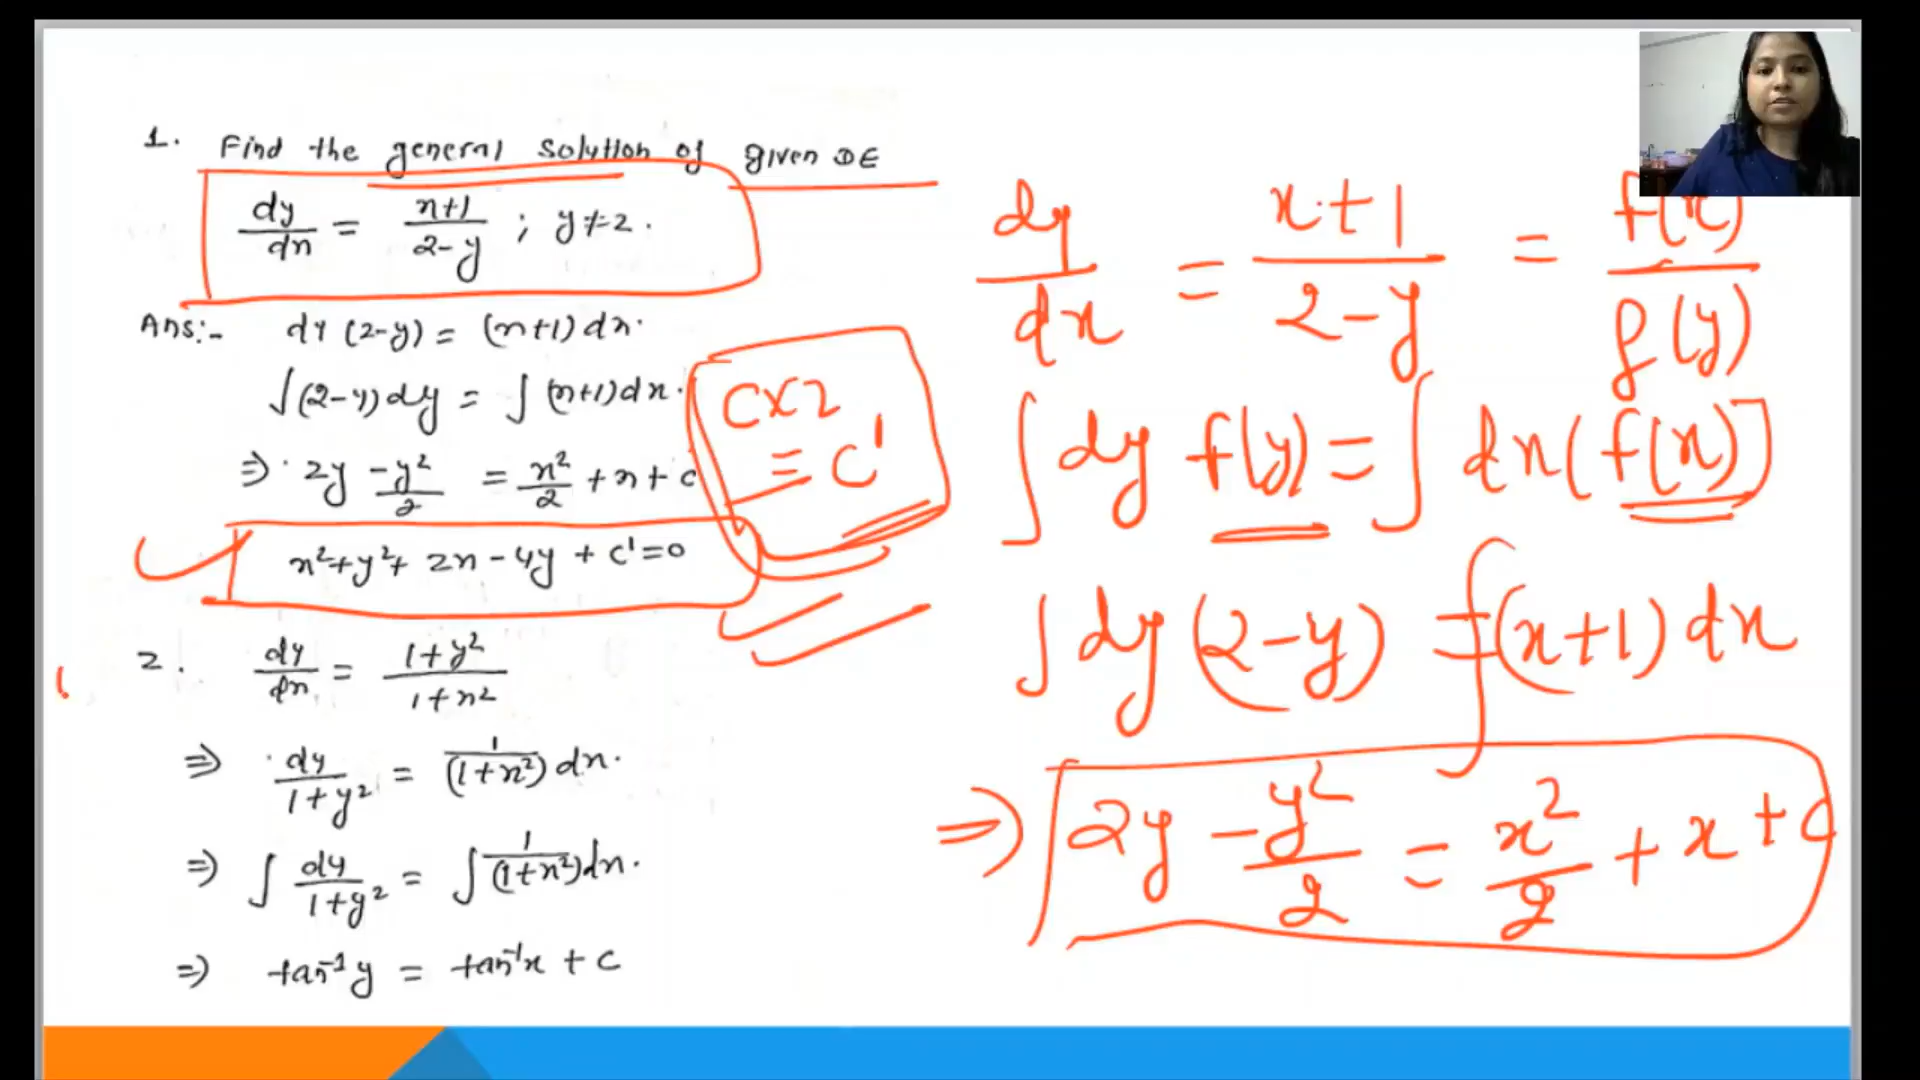 1. Find the general solution of given DE
dy/dx = x+1/2-y ; y≠2.
Ans:- dy (2-y) = (x+1) dx.
∫(2-y)dy = ∫(x+1)dx.
⇒ 2y - y²/2 = x²/2 + x + c
x²+y²+ 2x - 4y + c' = 0
2. dy/dx = 1+y²/1+x²
⇒ dy/1+y² = 1/(1+x²) dx.
⇒ ∫ dy/1+y² = ∫ 1/(1+x²) dx.
⇒ tan⁻¹y = tan⁻¹x + c
C×2
= C'
dy/dx = x+1/2-y = f(x)/f(y)
∫ dy f(y) = ∫ dx (f(x)]
∫ dy (2-y) = ∫(x+1) dx
⇒ 2y - y²/2 = x²/2 + x + c